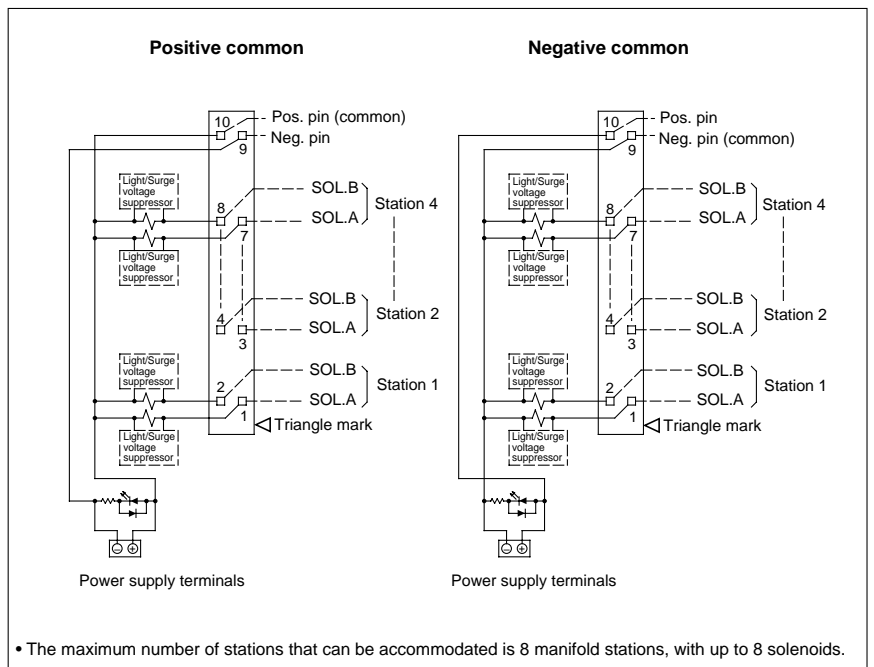 Positive common
10
Pos. pin (common)
Neg. pin
9
Light/Surge
voltage
suppressor
8
SOL.B
SOL.A
Station 4
7
Light/Surge
voltage
suppressor
4
SOL.B
SOL.A
Station 2
3
Light/Surge
voltage
suppressor
2
SOL.B
SOL.A
Station 1
1
Triangle mark
Light/Surge
voltage
suppressor
Power supply terminals
Negative common
10
Pos. pin
Neg. pin (common)
9
Light/Surge
voltage
suppressor
8
SOL.B
SOL.A
Station 4
7
Light/Surge
voltage
suppressor
4
SOL.B
SOL.A
Station 2
3
Light/Surge
voltage
suppressor
2
SOL.B
SOL.A
Station 1
1
Triangle mark
Light/Surge
voltage
suppressor
Power supply terminals
• The maximum number of stations that can be accommodated is 8 manifold stations, with up to 8 solenoids.